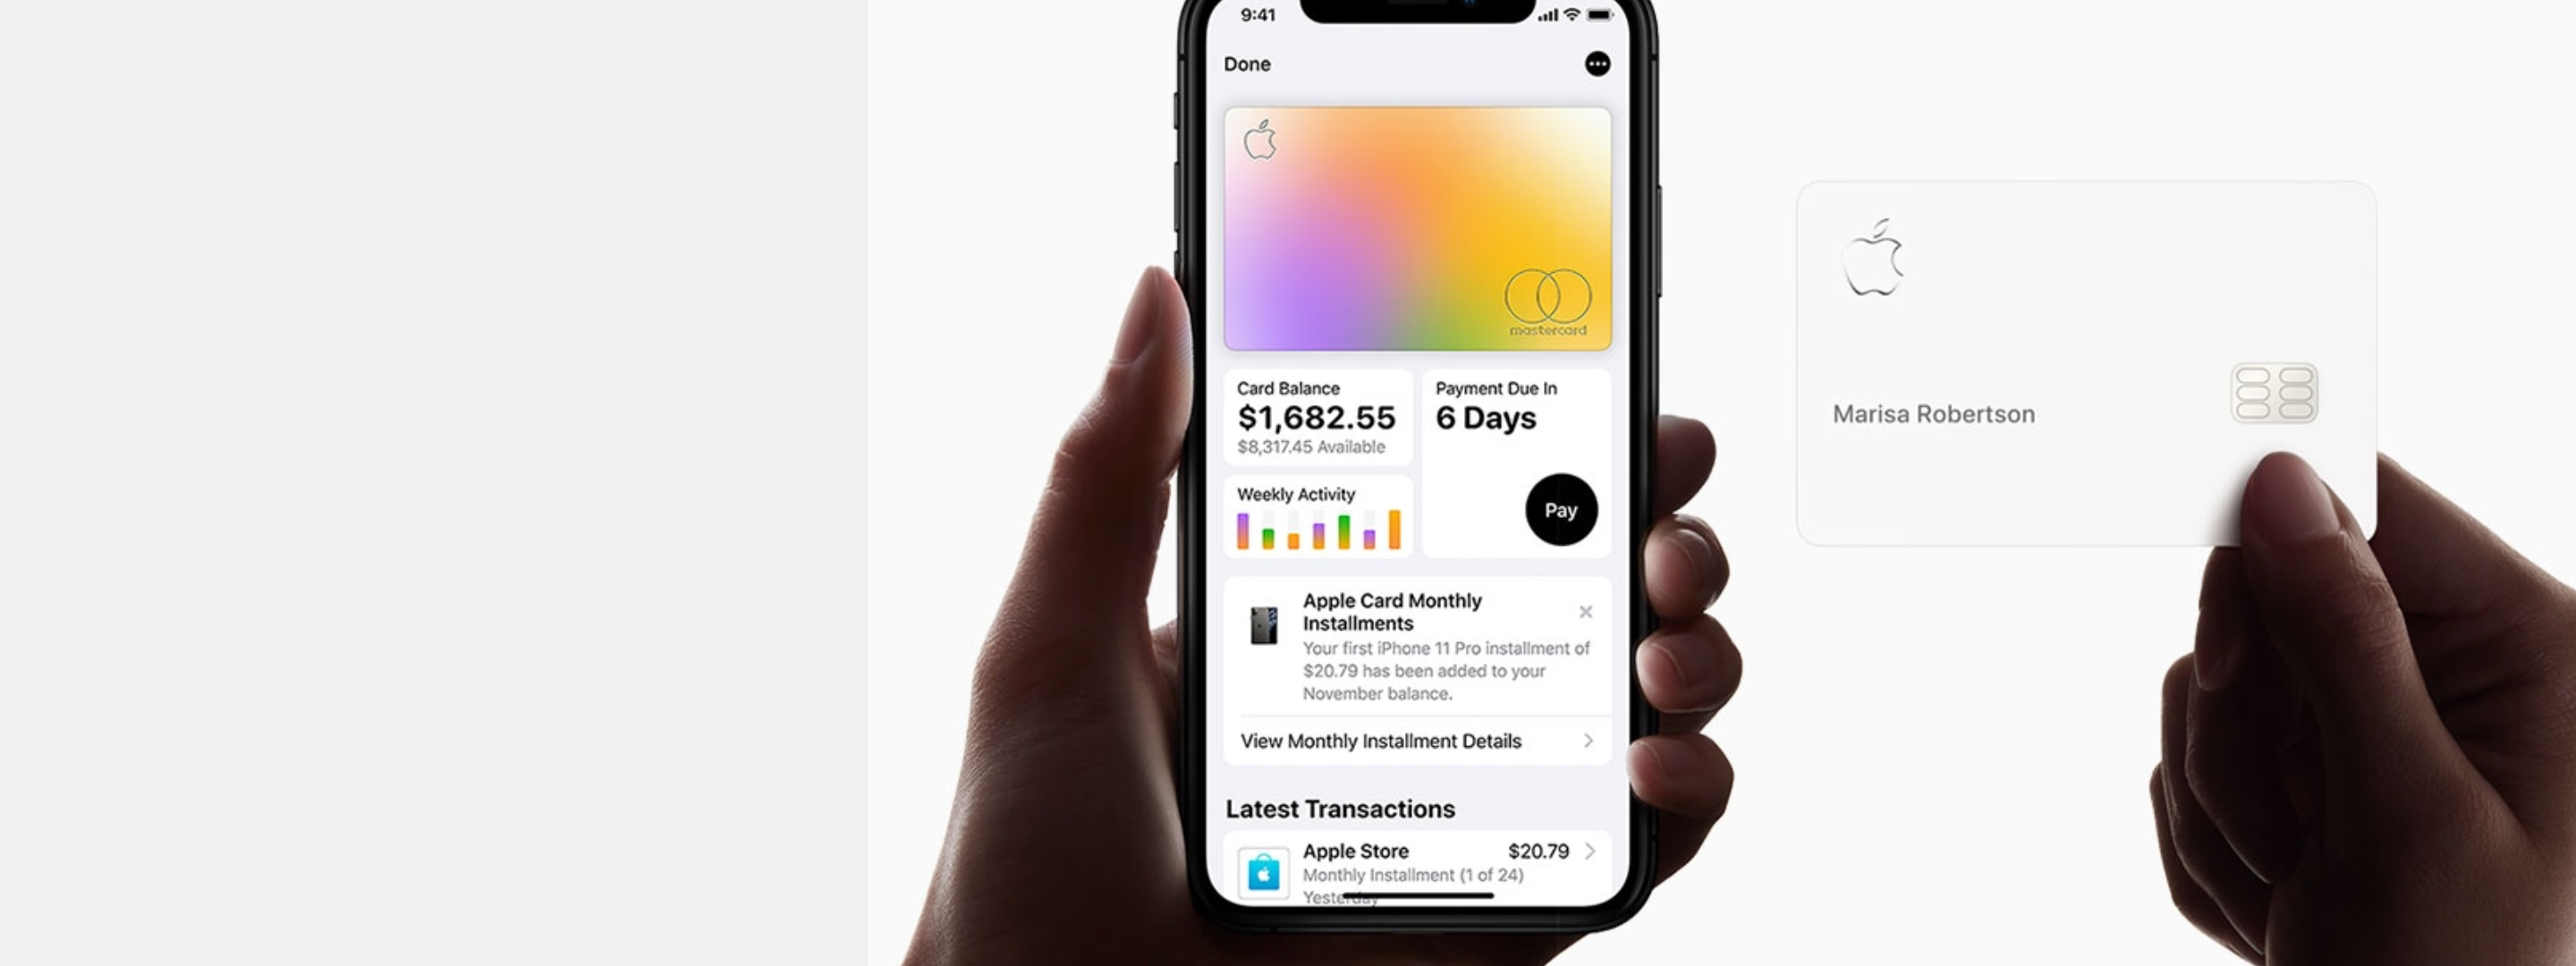 9:41
Done
mastercard
Card Balance
$1,682.55
$8,317.45 Available
Payment Due In
6 Days
Pay
Weekly Activity
Apple Card Monthly
Installments
Your first iPhone 11 Pro installment of
$20.79 has been added to your
November balance.
View Monthly Installment Details
Latest Transactions
Apple Store $20.79
Monthly Installment (1 of 24)
Yesterday
Marisa Robertson